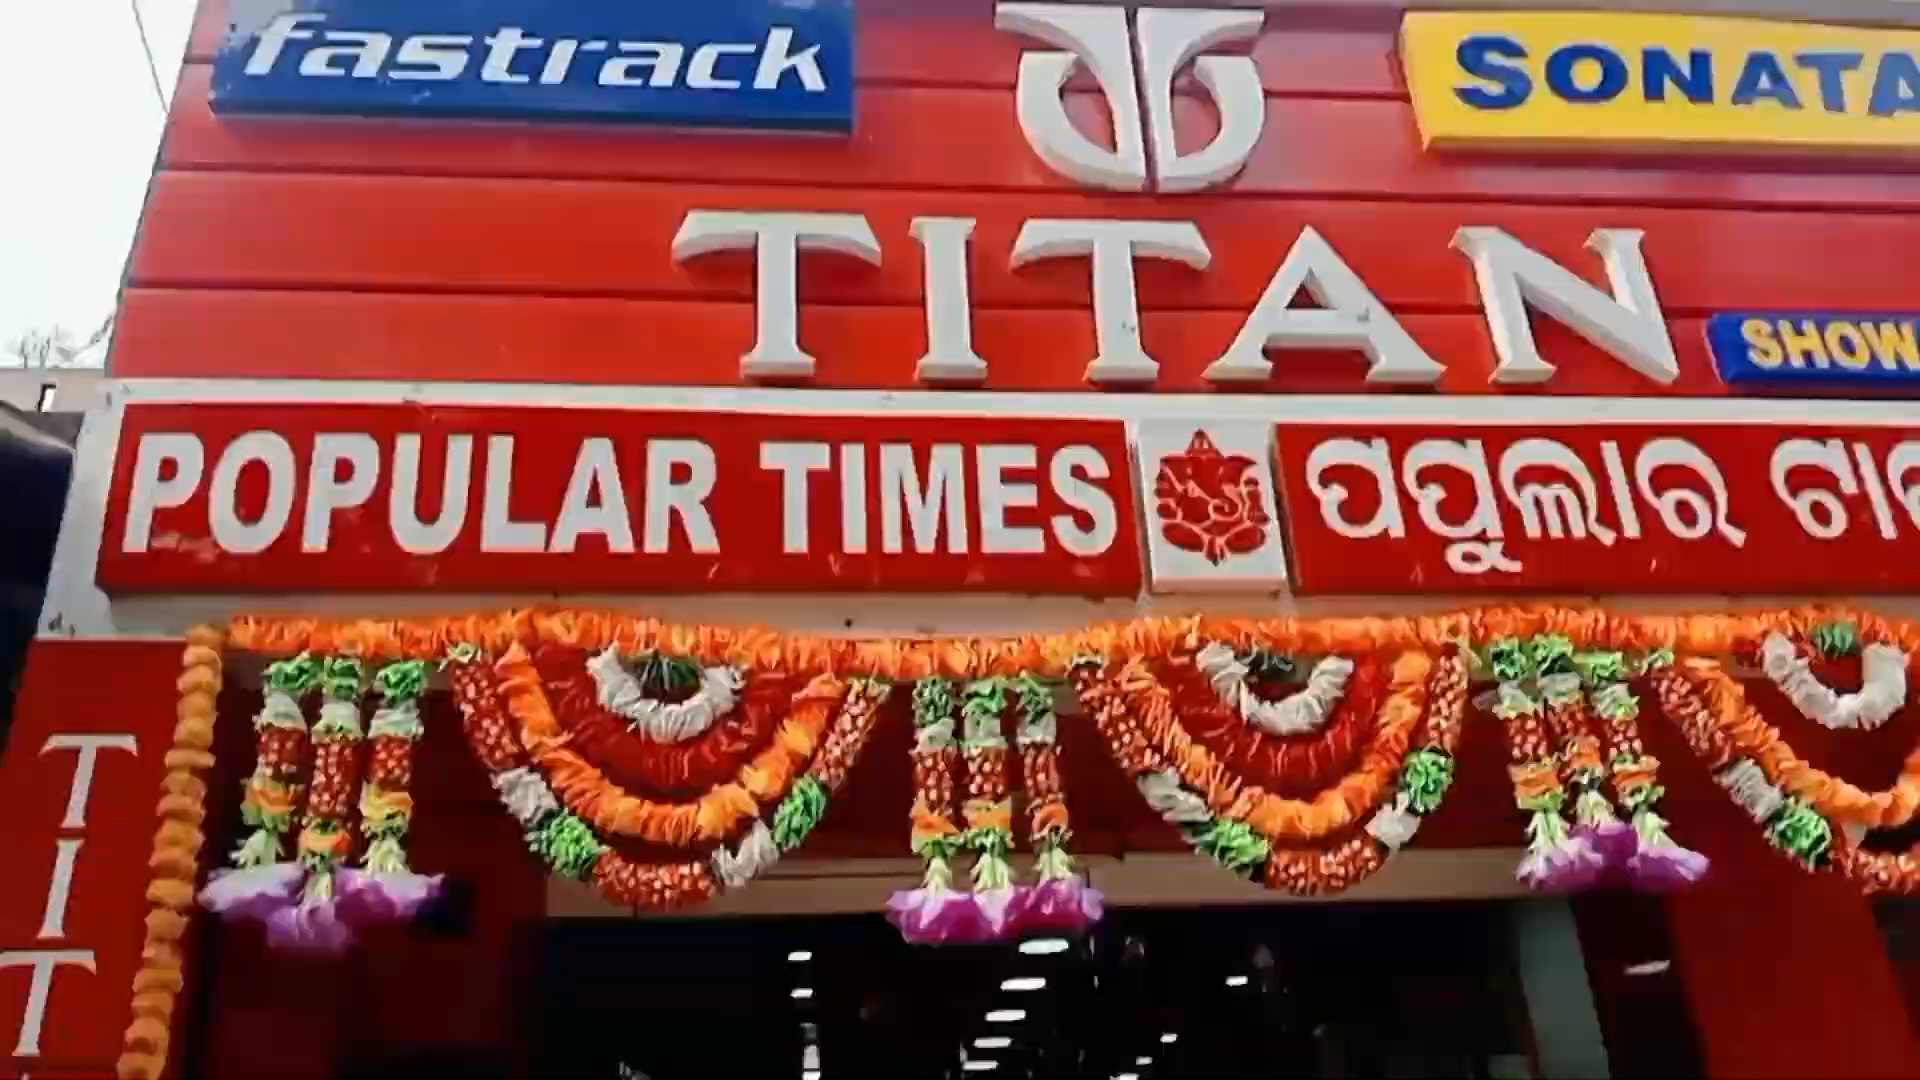 fastrack
SONATA
TITAN
SHOW
POPULAR TIMES
ପପୁଲାର
TIT